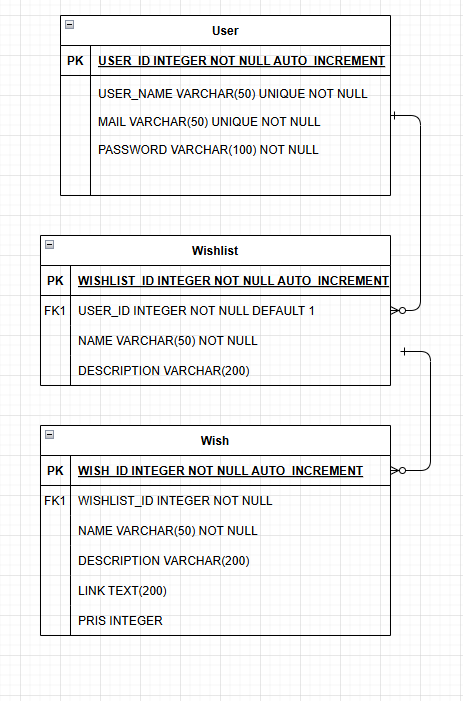 User
PK USER_ID INTEGER NOT NULL AUTO_INCREMENT
USER_NAME VARCHAR(50) UNIQUE NOT NULL
MAIL VARCHAR(50) UNIQUE NOT NULL
PASSWORD VARCHAR(100) NOT NULL
Wishlist
PK WISHLIST_ID INTEGER NOT NULL AUTO_INCREMENT
FK1 USER_ID INTEGER NOT NULL DEFAULT 1
NAME VARCHAR(50) NOT NULL
DESCRIPTION VARCHAR(200)
Wish
PK WISH_ID INTEGER NOT NULL AUTO_INCREMENT
FK1 WISHLIST_ID INTEGER NOT NULL
NAME VARCHAR(50) NOT NULL
DESCRIPTION VARCHAR(200)
LINK TEXT(200)
PRIS INTEGER